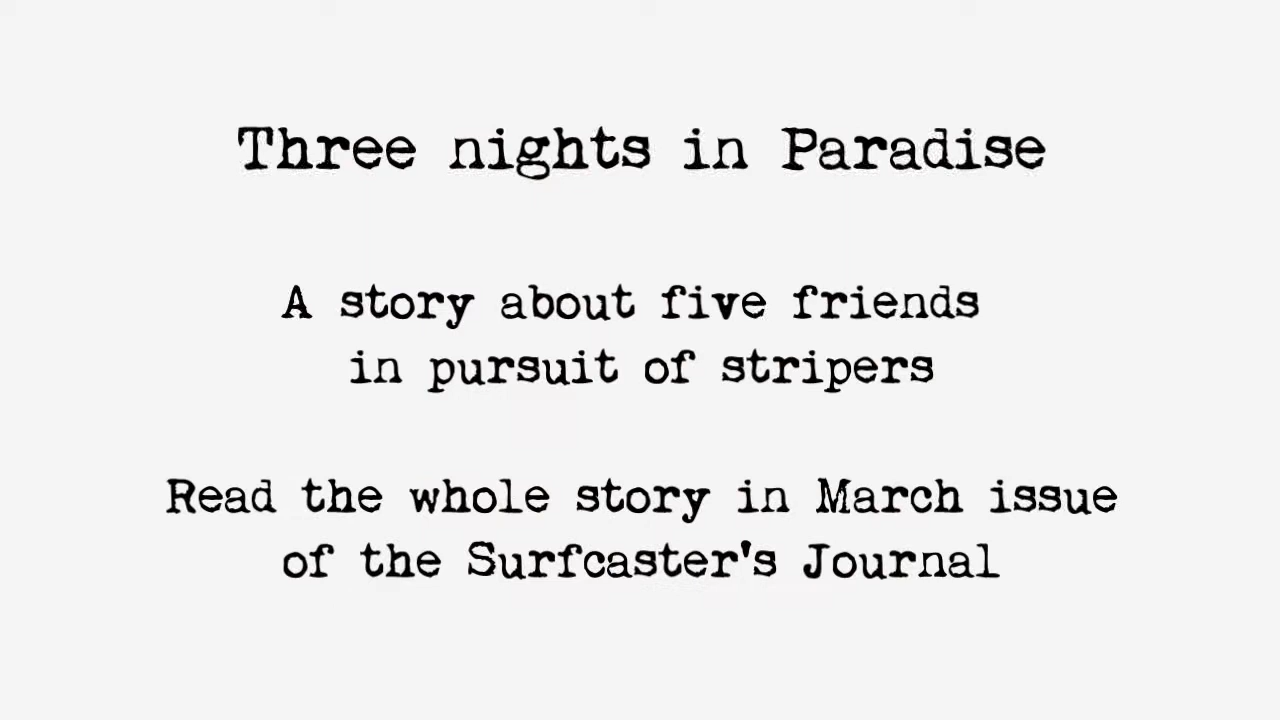 Three nights in Paradise
A story about five friends
in pursuit of stripers
Read the whole story in March issue
of the Surfcaster's Journal